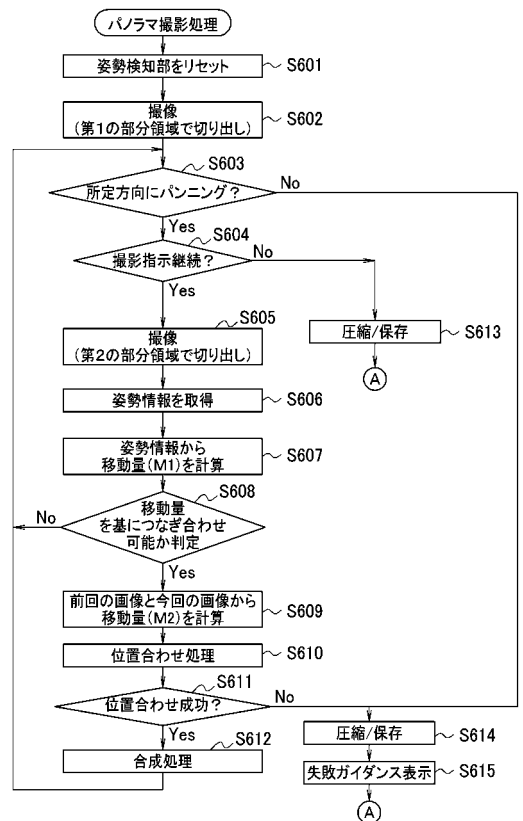 パノラマ撮影処理
姿勢検知部をリセット
S601
撮像
(第1の部分領域で切り出し)
S602
S603
所定方向にパンニング?
No
Yes
S604
撮影指示継続?
No
Yes
S605
撮像
(第2の部分領域で切り出し)
圧縮/保存
S613
A
姿勢情報を取得
S606
姿勢情報から
移動量(M1)を計算
S607
S608
移動量
を基につなぎ合わせ
可能か判定
No
Yes
前回の画像と今回の画像から
移動量(M2)を計算
S609
位置合わせ処理
S610
S611
位置合わせ成功?
No
Yes
S612
合成処理
圧縮/保存
S614
失敗ガイダンス表示
S615
A